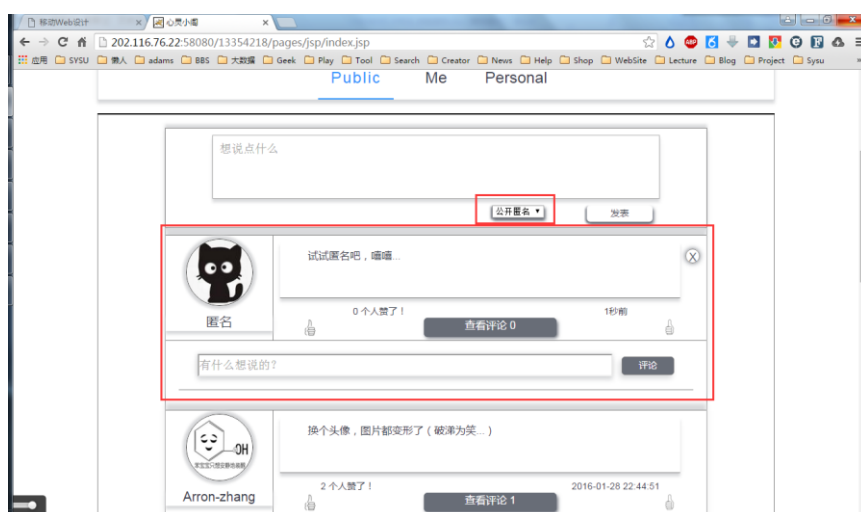 移动Web设计
心灵小屋
202.116.76.22:58080/13354218/pages/jsp/index.jsp
应用 SYSU 懒人 adams BBS 大数据 Geek Play Tool Search Creator News Help Shop WebSite Lecture Blog Project Sysu
Public Me Personal
想说点什么
公开匿名 发表
试试匿名吧，嘻嘻...
匿名
0 个人赞了！ 1秒前
查看评论 0
有什么想说的? 评论
换个头像，图片都变形了（破涕为笑...）
OH
Arron-zhang
2 个人赞了！ 2016-01-28 22:44:51
查看评论 1